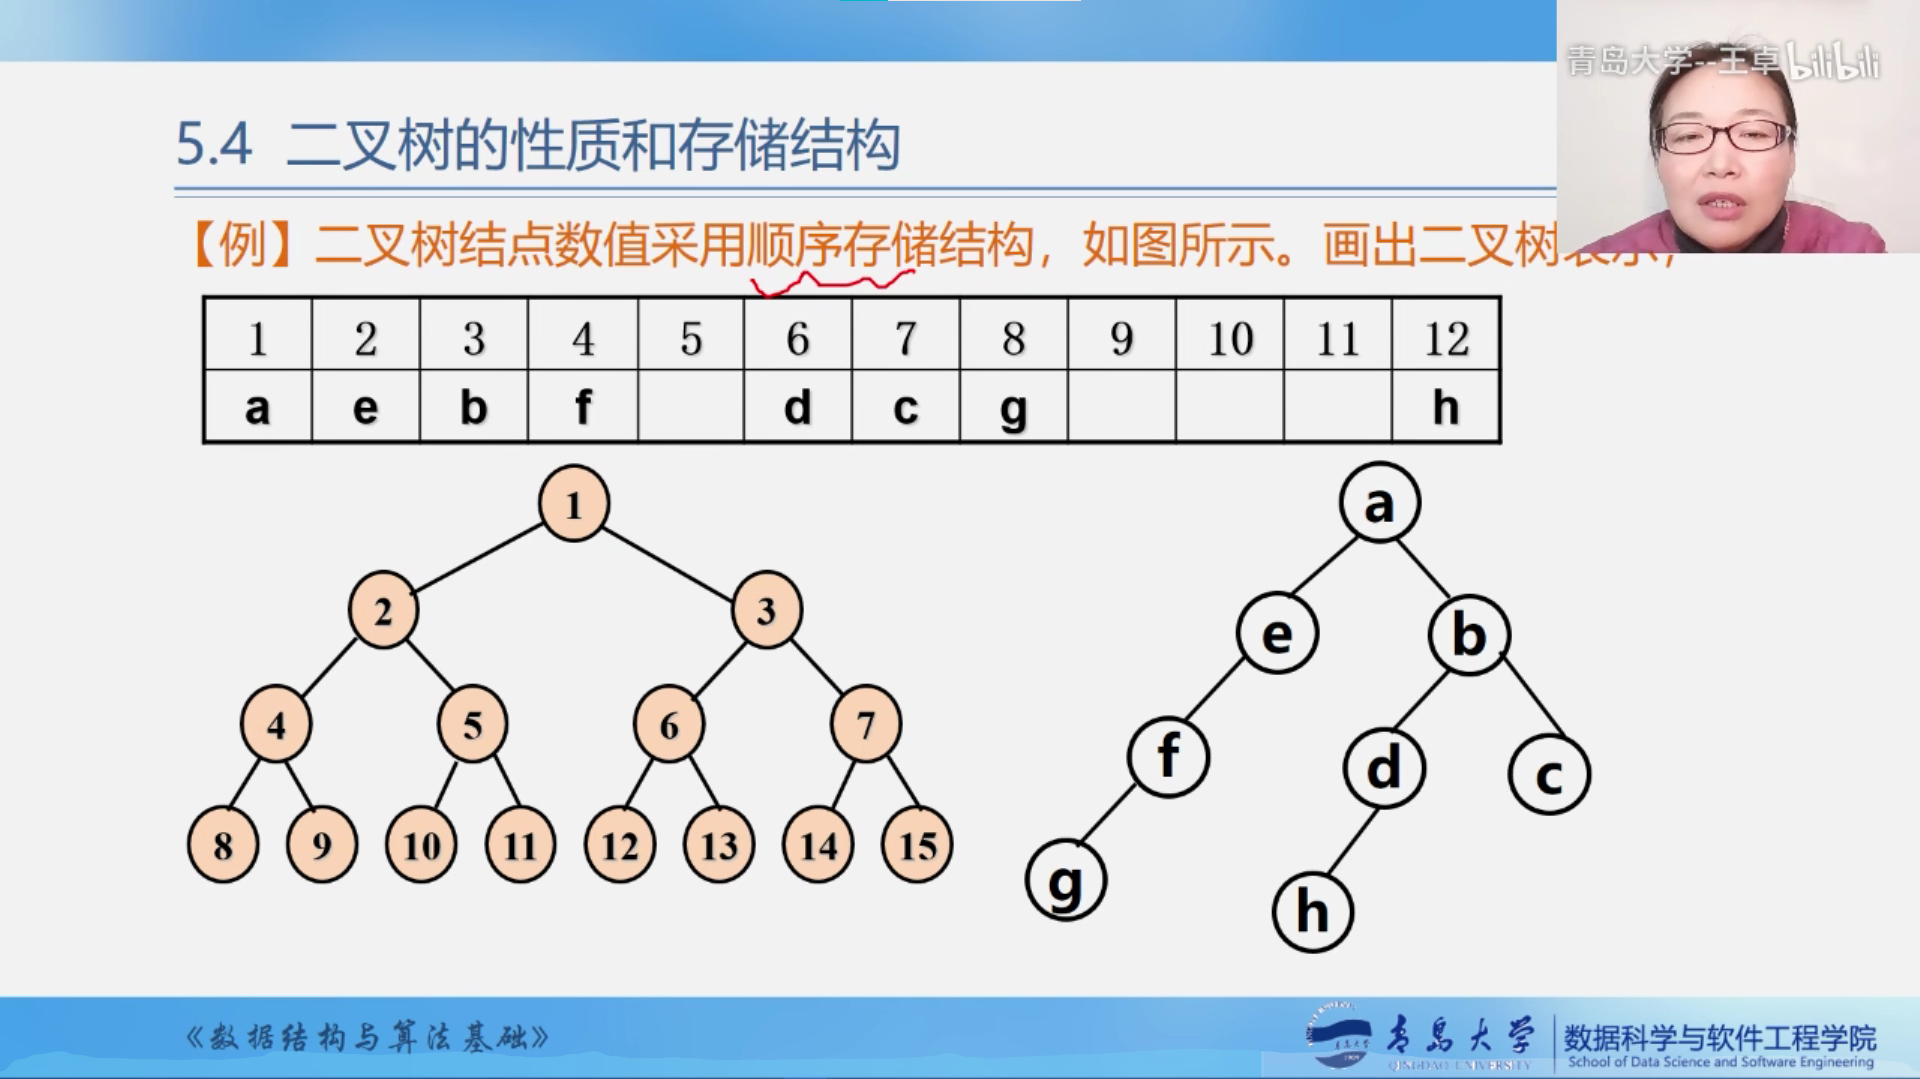 青岛大学--王卓 bilibili
5.4 二叉树的性质和存储结构
【例】二叉树结点数值采用顺序存储结构，如图所示。画出二叉树表示；
1 2 3 4 5 6 7 8 9 10 11 12
a e b f d c g h
1
2 3
4 5 6 7
8 9 10 11 12 13 14 15
a
e b
f d c
g h
《数据结构与算法基础》
青岛大学
QINGDAO UNIVERSITY
数据科学与软件工程学院
School of Data Science and Software Engineering